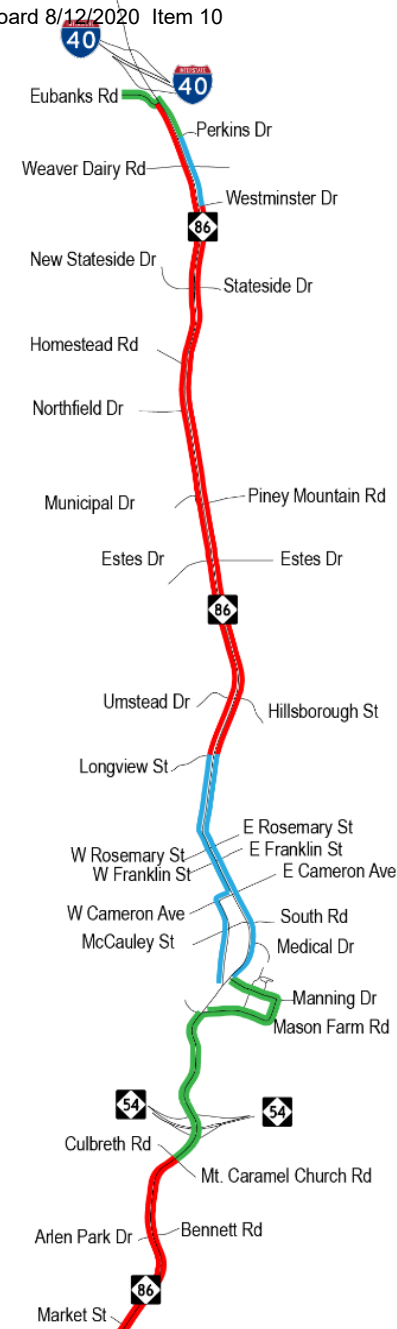 oard 8/12/2020 Item 10
INTERSTATE
40
INTERSTATE
40
Eubanks Rd
Perkins Dr
Weaver Dairy Rd
Westminster Dr
86
New Stateside Dr
Stateside Dr
Homestead Rd
Northfield Dr
Municipal Dr
Piney Mountain Rd
Estes Dr
Estes Dr
86
Umstead Dr
Hillsborough St
Longview St
E Rosemary St
W Rosemary St
E Franklin St
W Franklin St
E Cameron Ave
W Cameron Ave
South Rd
McCauley St
Medical Dr
Manning Dr
Mason Farm Rd
54
54
Culbreth Rd
Mt. Caramel Church Rd
Arlen Park Dr
Bennett Rd
86
Market St